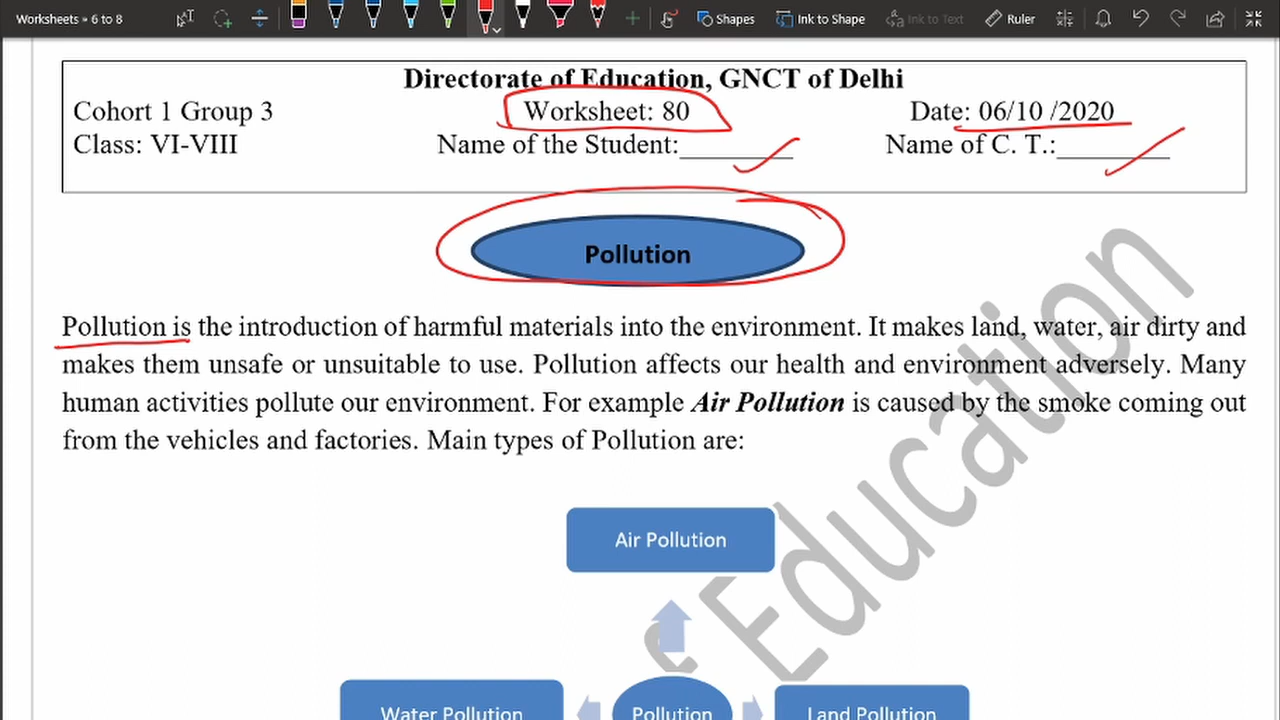 Worksheets - 6 to 8
Shapes
Ink to Shape
Ink to Text
Ruler
Directorate of Education, GNCT of Delhi
Cohort 1 Group 3 Worksheet: 80 Date: 06/10 /2020
Class: VI-VIII Name of the Student:________ Name of C. T.:________
Pollution
Pollution is the introduction of harmful materials into the environment. It makes land, water, air dirty and
makes them unsafe or unsuitable to use. Pollution affects our health and environment adversely. Many
human activities pollute our environment. For example Air Pollution is caused by the smoke coming out
from the vehicles and factories. Main types of Pollution are:
Air Pollution
Water Pollution Pollution Land Pollution
Education